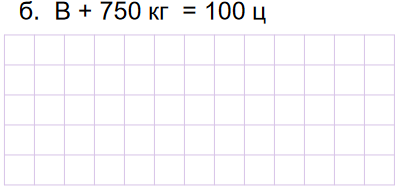 б. В + 750 кг = 100 ц